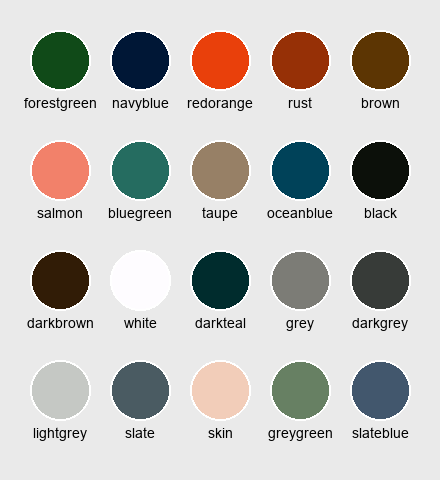 forestgreen navyblue redorange rust brown
salmon bluegreen taupe oceanblue black
darkbrown white darkteal grey darkgrey
lightgrey slate skin greygreen slateblue